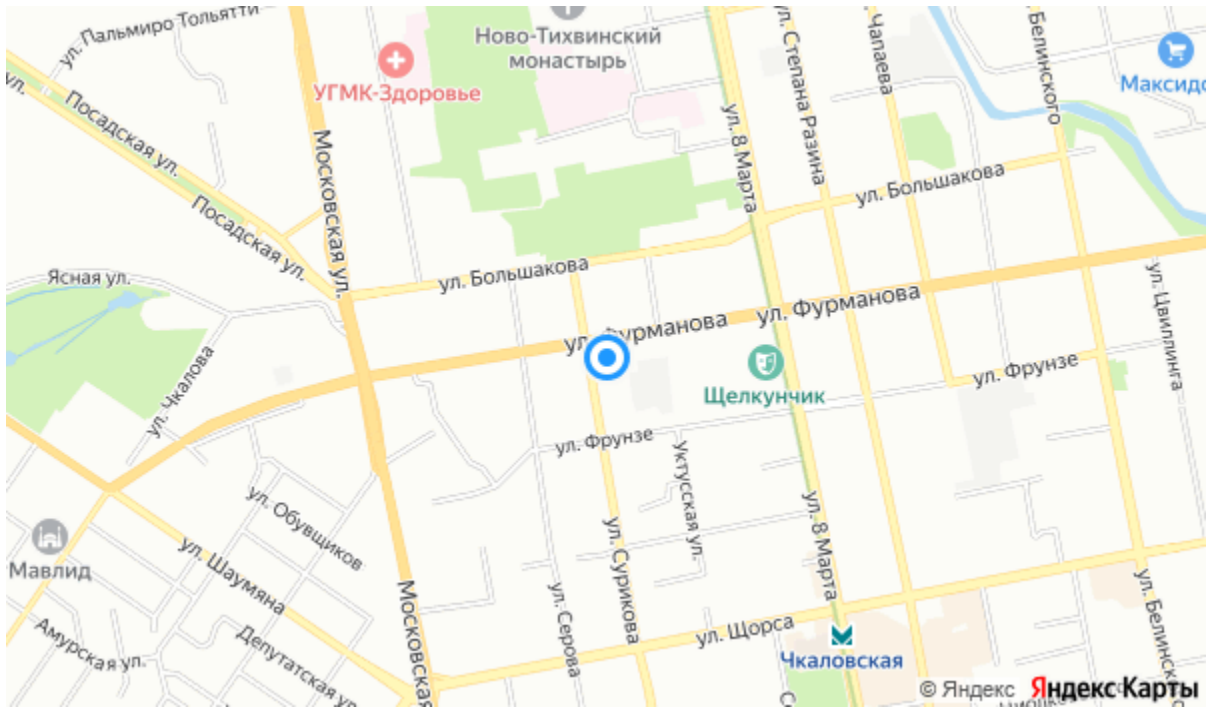 ул. Пальмиро Тольятти
Ново-Тихвинский
монастырь
УГМК-Здоровье
ул. Степана Разина
Чапаева
Белинского
ул.
Посадская ул.
Московская ул.
ул. 8 Марта
ул. Большакова
Посадская ул.
ул. Большакова
Ясная ул.
ул. Фурманова
ул. Фурманова
ул. Цвиллинга
ул. Чкалова
Щелкунчик
ул. Фрунзе
ул. Фрунзе
Уктусская ул.
ул. Обувщиков
ул. 8 Марта
Мавлид
ул. Шаумяна
ул. Сурикова
ул. Серова
Московская
Амурская ул.
Депутатская ул.
ул. Щорса
ул. Белинск
Чкаловская
© Яндекс Яндекс Карты